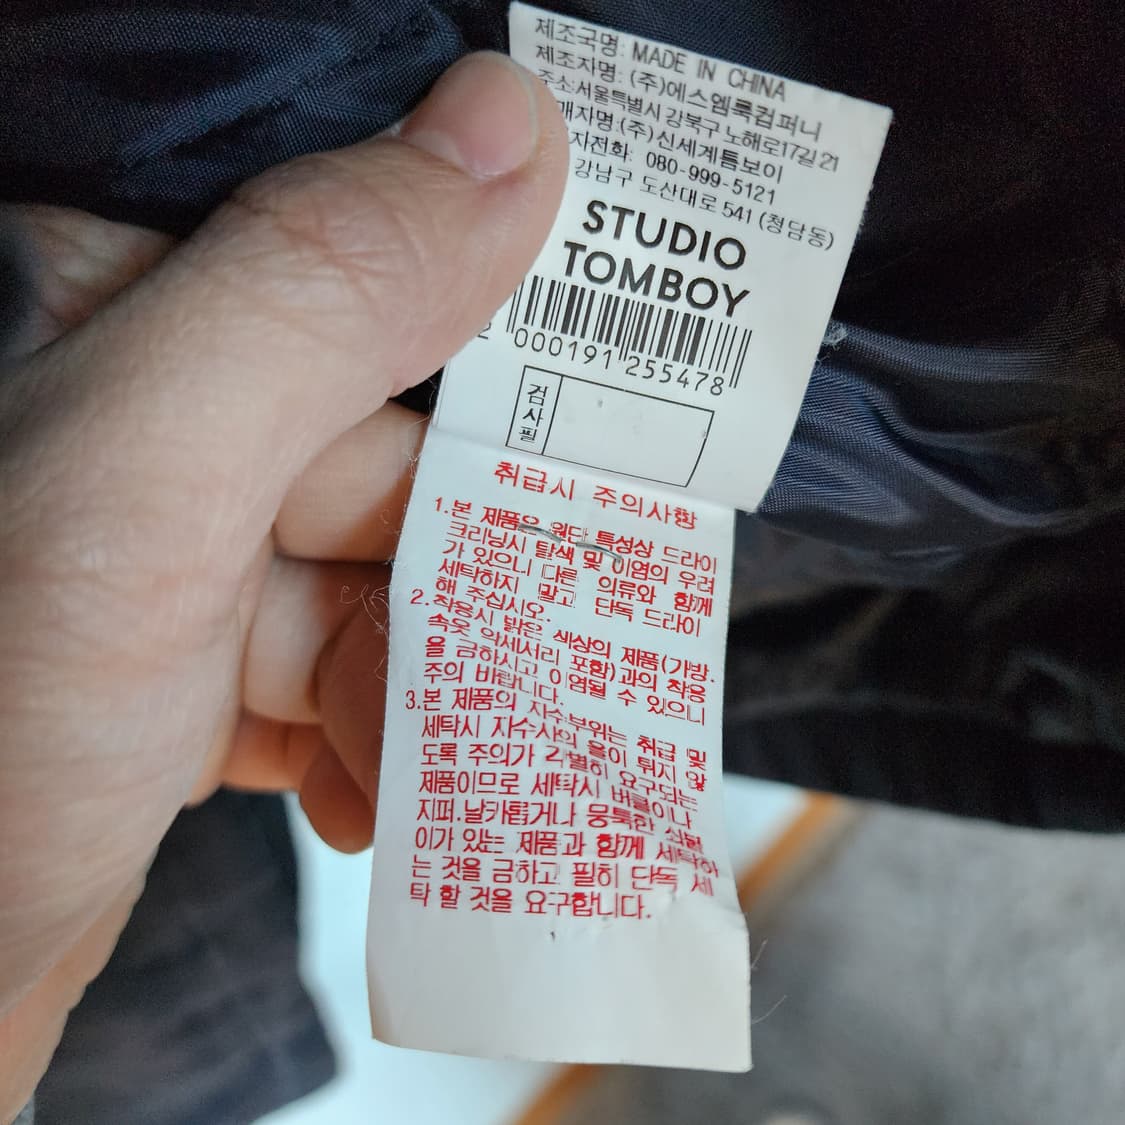 제조국명: MADE IN CHINA
제조자명: (주)에스엠룩컴퍼니
주소:서울특별시 강북구 노해로17길 21
매자명:(주)신세계톰보이
자전화: 080-999-5121
강남구 도산대로 541 (청담동)
STUDIO
TOMBOY
2 000191 255478
검사필
취급시 주의사항
1.본 제품은 원단 특성상 드라이
크리닝시 탈색 및 이염의 우려
가 있으니 다른 의류와 함께
세탁하지 말고 단독 드라이
해 주십시오.
2.착용시 밝은 색상의 제품(가방.
속옷 악세서리 포함)과의 착용
을 금하시고 이염될 수 있으니
주의 바랍니다.
3.본 제품의 자수부위는 취급 및
세탁시 자수사의 올이 튀지 않
도록 주의가 각별히 요구되는
제품이므로 세탁시 버클이나
지퍼.날카롭거나 뭉툭한 쇠붙
이가 있는 제품과 함께 세탁하
는 것을 금하고 필히 단독 세
탁 할 것을 요구합니다.